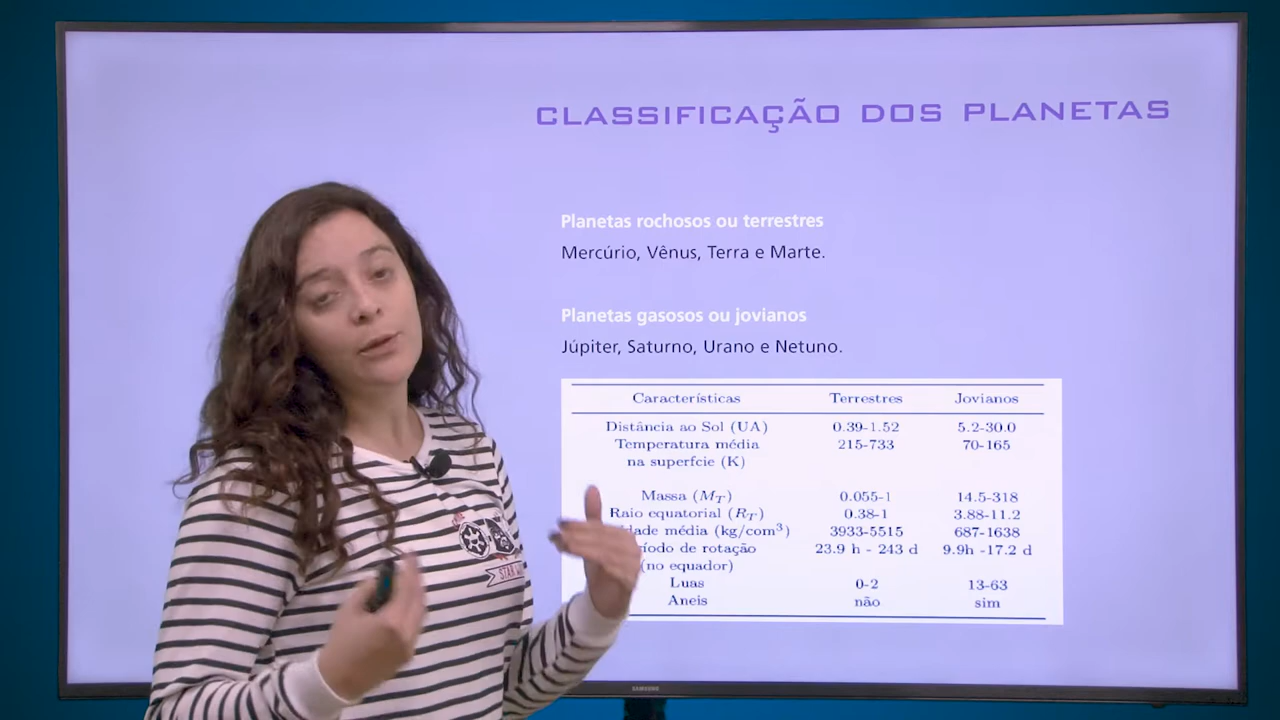 CLASSIFICAÇÃO DOS PLANETAS
Planetas rochosos ou terrestres
Mercúrio, Vênus, Terra e Marte.
Planetas gasosos ou jovianos
Júpiter, Saturno, Urano e Netuno.
Características Terrestres Jovianos
Distância ao Sol (UA) 0.39-1.52 5.2-30.0
Temperatura média 215-733 70-165
na superfcie (K)
Massa (M_T) 0.055-1 14.5-318
Raio equatorial (R_T) 0.38-1 3.88-11.2
média (kg/com³) 3933-5515 687-1638
de rotação 23.9 h - 243 d 9.9h -17.2 d
(no equador)
Luas 0-2 13-63
Aneis não sim
STAR
SAMSUNG